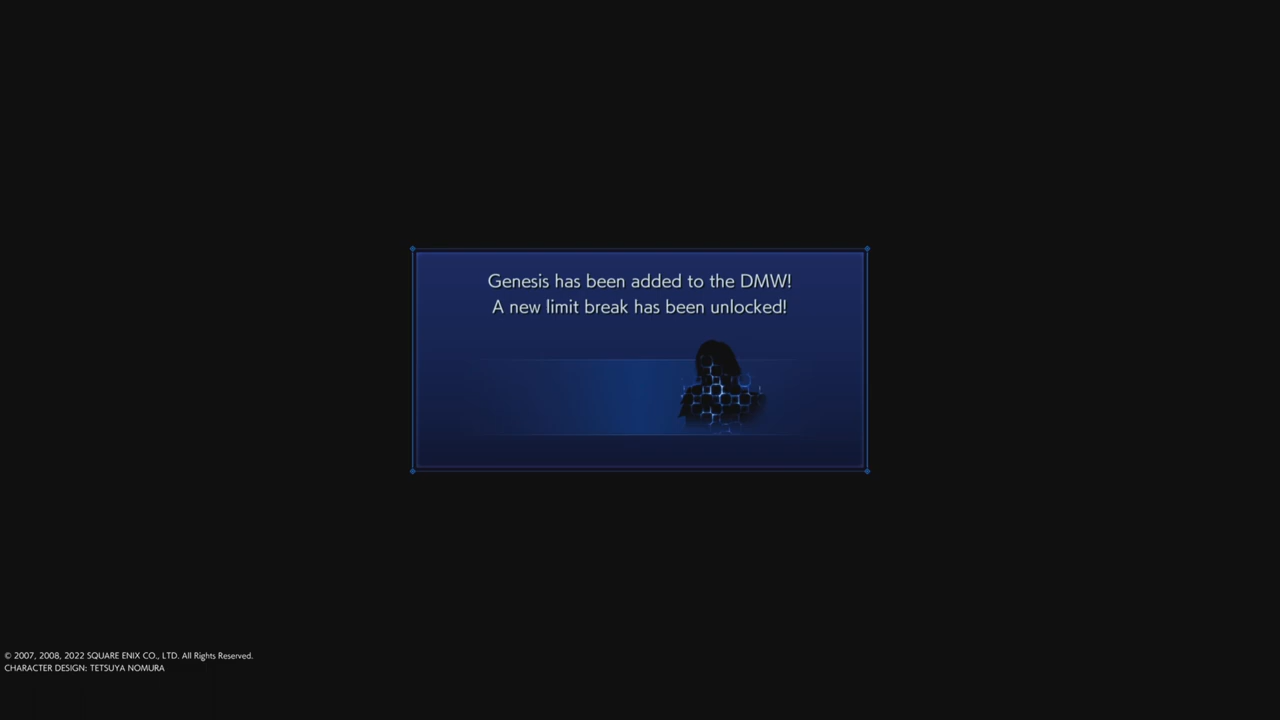 Genesis has been added to the DMW!
A new limit break has been unlocked!
© 2007, 2008, 2022 SQUARE ENIX CO., LTD. All Rights Reserved.
CHARACTER DESIGN: TETSUYA NOMURA